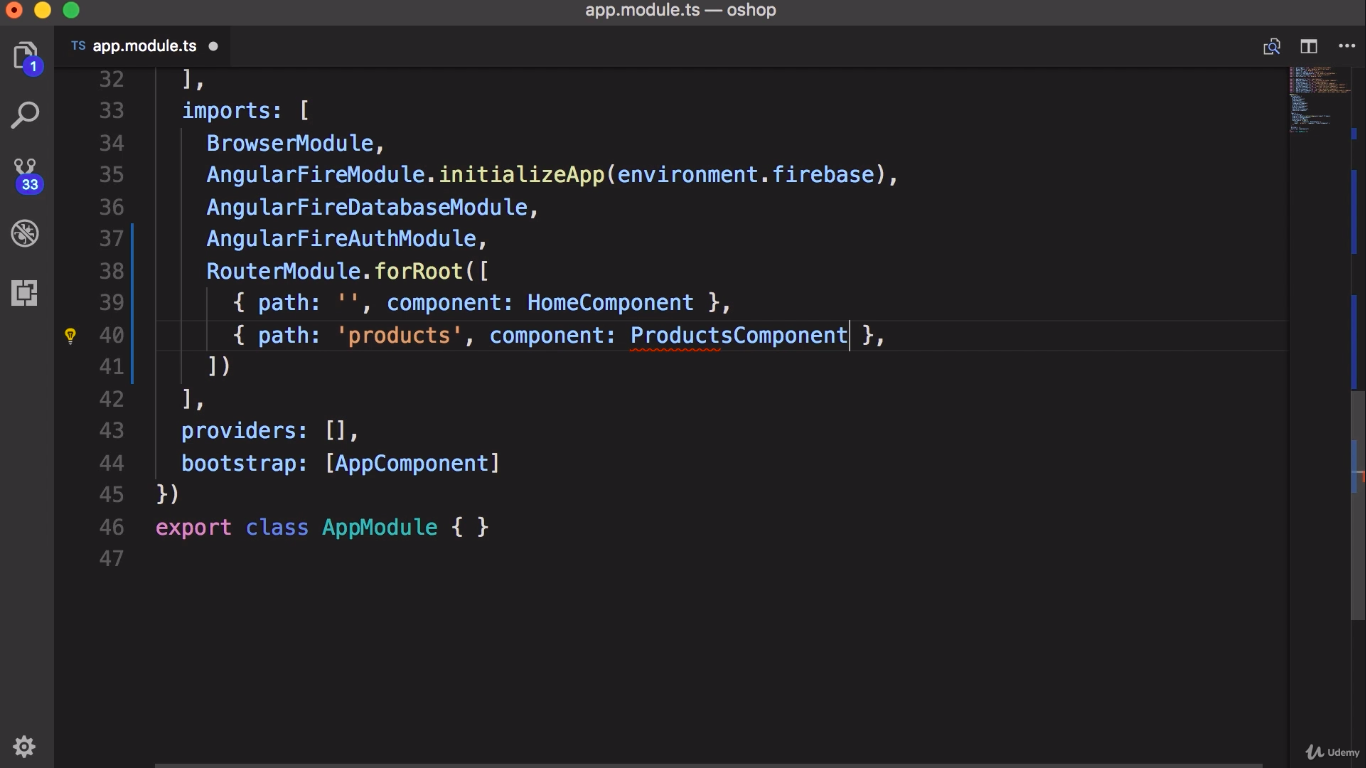 app.module.ts — oshop
TS app.module.ts
1
33
32 ],
33 imports: [
34 BrowserModule,
35 AngularFireModule.initializeApp(environment.firebase),
36 AngularFireDatabaseModule,
37 AngularFireAuthModule,
38 RouterModule.forRoot([
39 { path: '', component: HomeComponent },
40 { path: 'products', component: ProductsComponent },
41 ])
42 ],
43 providers: [],
44 bootstrap: [AppComponent]
45 })
46 export class AppModule { }
47
Udemy